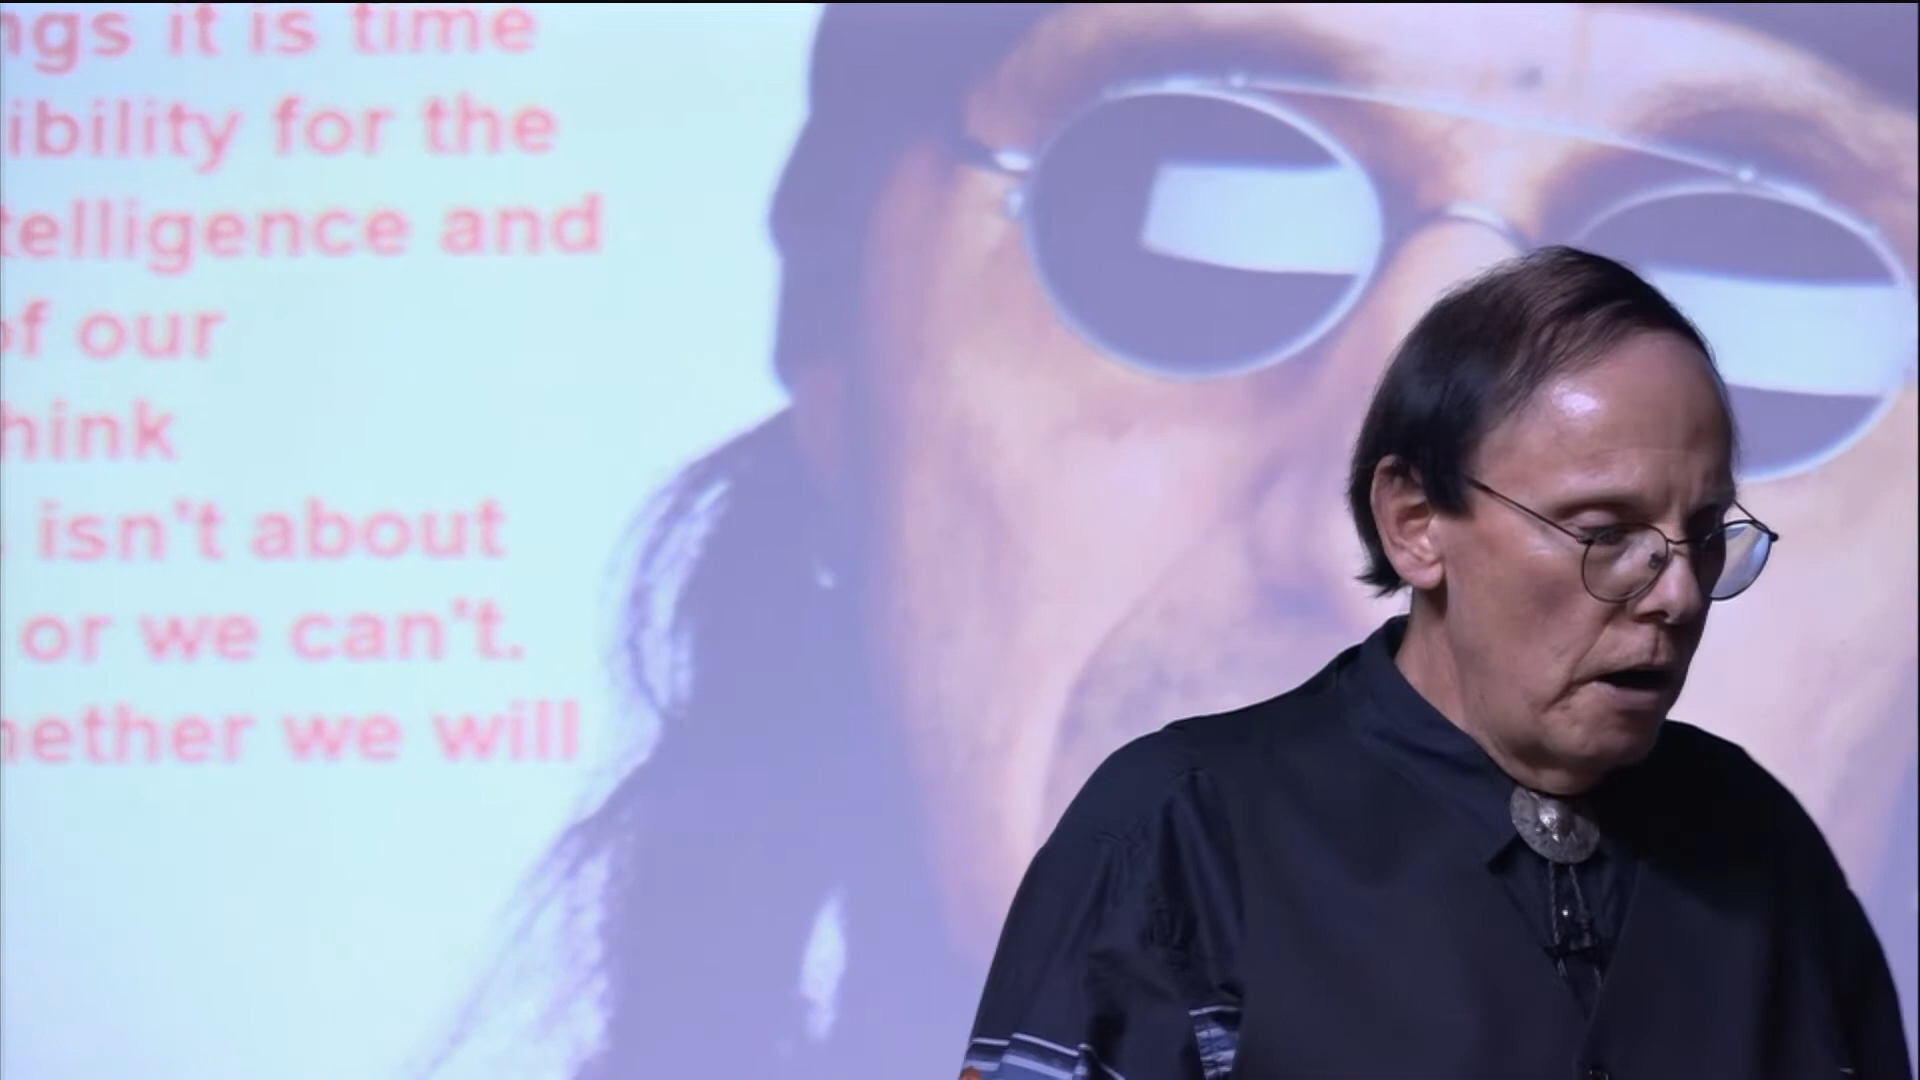 ngs it is time
ibility for the
telligence and
of our
hink
isn't about
or we can't.
hether we will